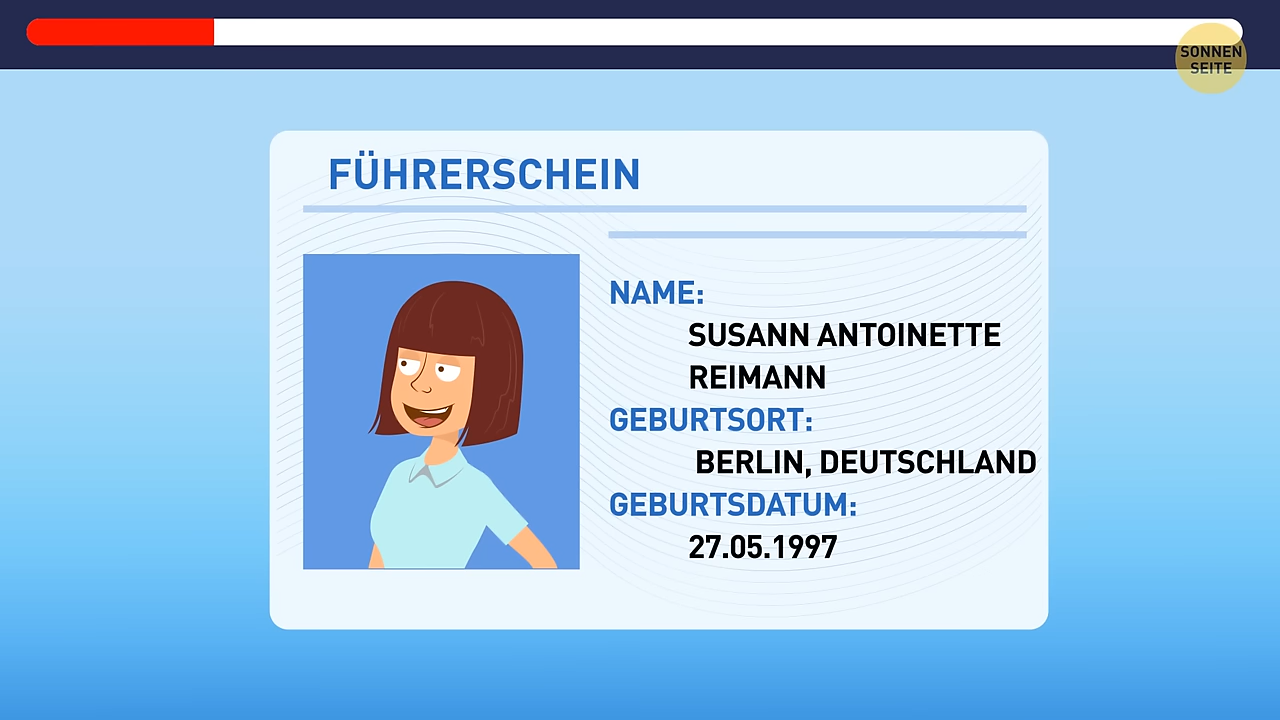 SONNEN
SEITE
FÜHRERSCHEIN
NAME:
SUSANN ANTOINETTE
REIMANN
GEBURTSORT:
BERLIN, DEUTSCHLAND
GEBURTSDATUM:
27.05.1997